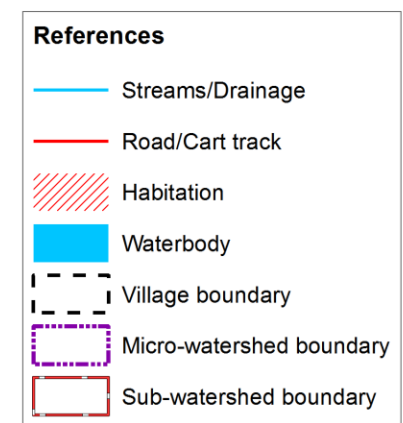 References
Streams/Drainage
Road/Cart track
Habitation
Waterbody
Village boundary
Micro-watershed boundary
Sub-watershed boundary